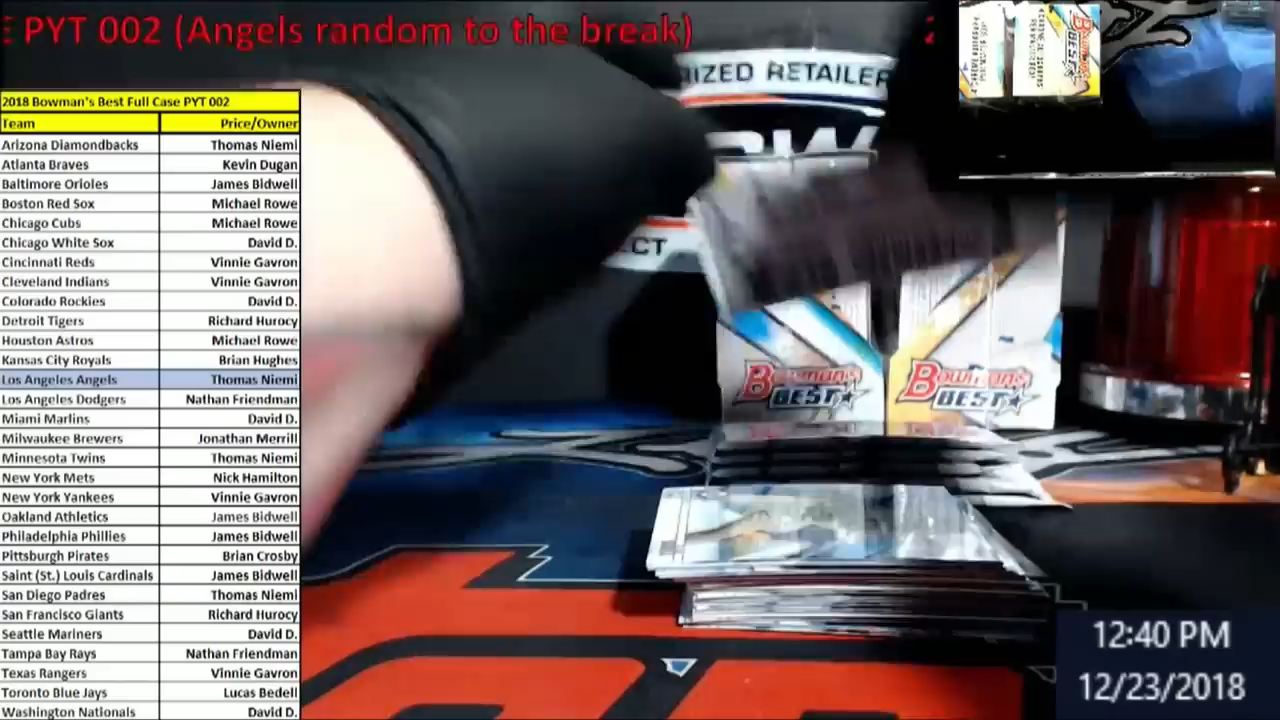 E PYT 002 (Angels random to the break)
BOWMAN'S BEST
IZED RETAILER
ECT
2018 Bowman's Best Full Case PYT 002
Team Price/Owner
Arizona Diamondbacks Thomas Niemi
Atlanta Braves Kevin Dugan
Baltimore Orioles James Bidwell
Boston Red Sox Michael Rowe
Chicago Cubs Michael Rowe
Chicago White Sox David D.
Cincinnati Reds Vinnie Gavron
Cleveland Indians Vinnie Gavron
Colorado Rockies David D.
Detroit Tigers Richard Hurocy
Houston Astros Michael Rowe
Kansas City Royals Brian Hughes
Los Angeles Angels Thomas Niemi
Los Angeles Dodgers Nathan Friendman
Miami Marlins David D.
Milwaukee Brewers Jonathan Merrill
Minnesota Twins Thomas Niemi
New York Mets Nick Hamilton
New York Yankees Vinnie Gavron
Oakland Athletics James Bidwell
Philadelphia Phillies James Bidwell
Pittsburgh Pirates Brian Crosby
Saint (St.) Louis Cardinals James Bidwell
San Diego Padres Thomas Niemi
San Francisco Giants Richard Hurocy
Seattle Mariners David D.
Tampa Bay Rays Nathan Friendman
Texas Rangers Vinnie Gavron
Toronto Blue Jays Lucas Bedell
Washington Nationals David D.
BOWMAN'S
BEST
BOWMAN'S
BEST
12:40 PM
12/23/2018